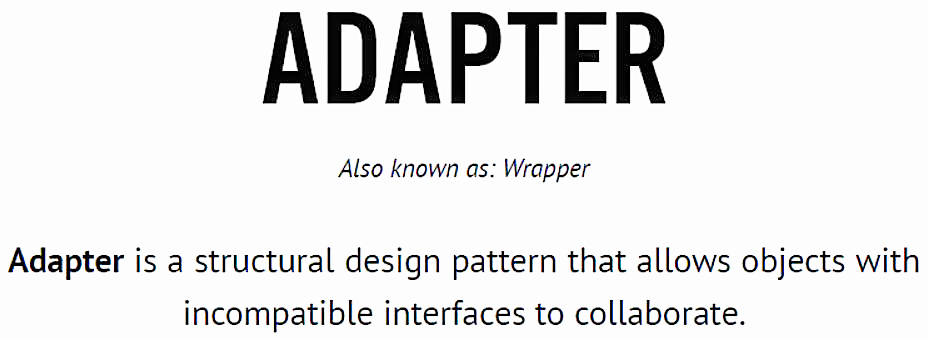 ADAPTER
Also known as: Wrapper
Adapter is a structural design pattern that allows objects with
incompatible interfaces to collaborate.